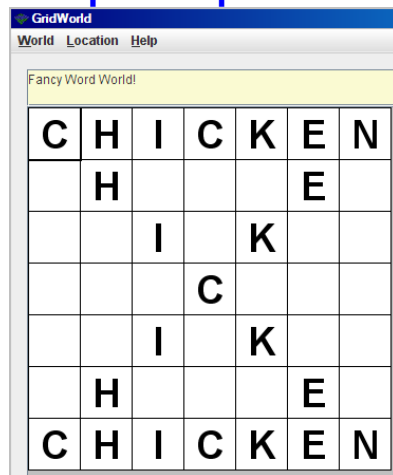 GridWorld
World Location Help
Fancy Word World!
C H I C K E N
H E
I K
C
I K
H E
C H I C K E N